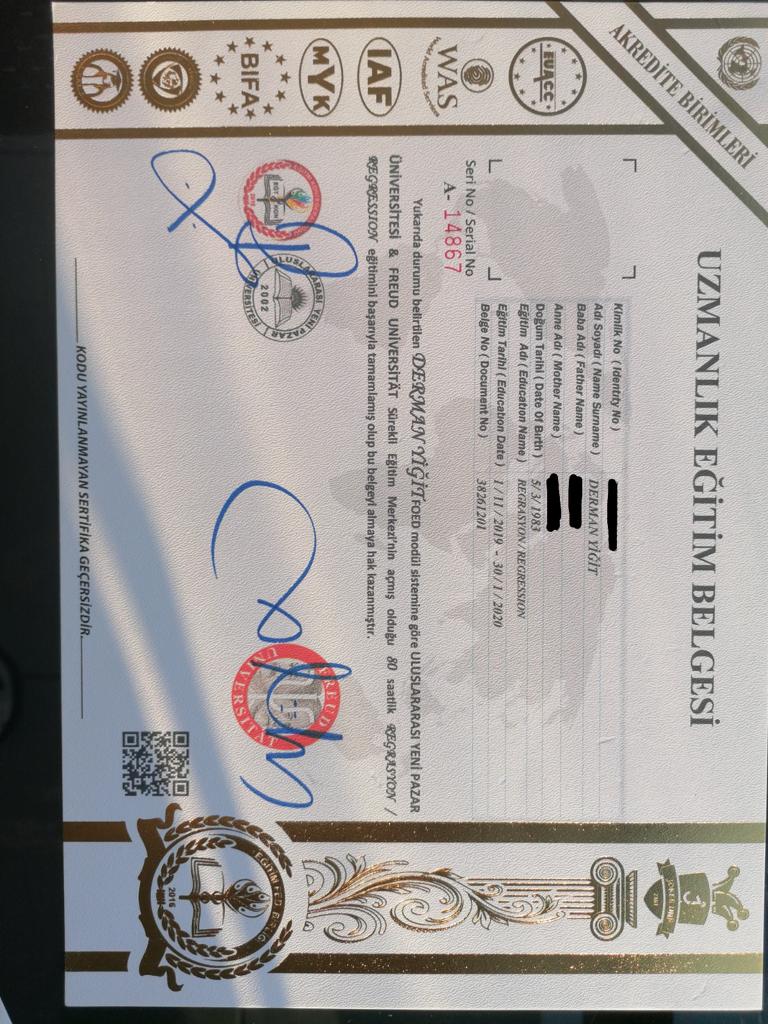 AKREDİTE BİRİMLERİ
EUACC
WAS
IAF
MYK
BIFA
UZMANLIK EĞİTİM BELGESİ
Kimlik No ( Identity No )
Adı Soyadı ( Name Surname ) DERMAN YİĞİT
Baba Adı ( Father Name )
Anne Adı ( Mother Name )
Doğum Tarihi ( Date Of Birth ) 5/3/1983
Eğitim Adı ( Education Name ) REGRASYON / REGRESSION
Eğitim Tarihi ( Education Date ) 1/11/2019 - 30/1/2020
Belge No ( Document No ) 38261201
Seri No / Serial No
A- 14867
Yukarıda durumu belirtilen DERMAN YİĞİT FOED modül sistemine göre ULUSLARARASI YENİ PAZAR
ÜNİVERSİTESİ & FREUD UNİVERSİTÄT Sürekli Eğitim Merkezi'nin açmış olduğu 80 saatlik REGRASYON /
REGRESSION eğitimini başarıyla tamamlamış olup bu belgeyi almaya hak kazanmıştır.
ULUSLARARASI YENİ PAZAR
ÜNİVERSİTESİ
2002
FREUD
UNIVERSITÄT
KODU YAYINLANMAYAN SERTİFİKA GEÇERSİZDİR.
2016